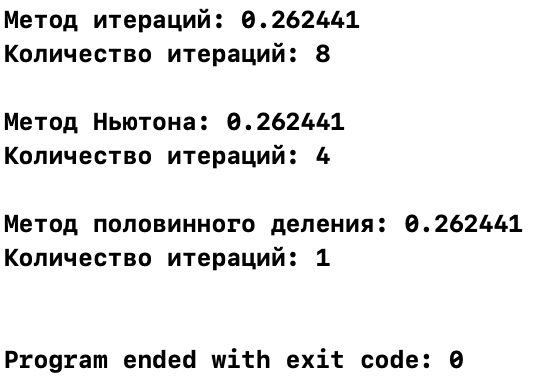 Метод итераций: 0.262441
Количество итераций: 8
Метод Ньютона: 0.262441
Количество итераций: 4
Метод половинного деления: 0.262441
Количество итераций: 1
Program ended with exit code: 0